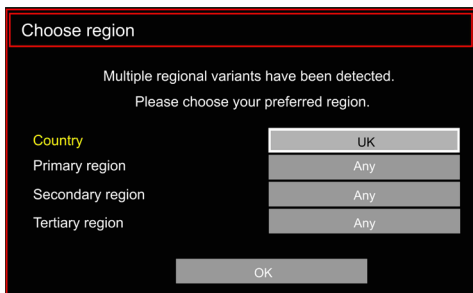 Choose region
Multiple regional variants have been detected.
Please choose your preferred region.
Country UK
Primary region Any
Secondary region Any
Tertiary region Any
OK